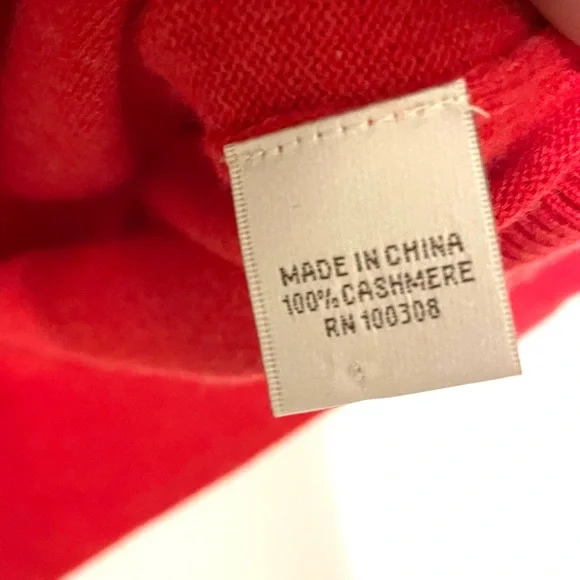 MADE IN CHINA
100% CASHMERE
RN 100308